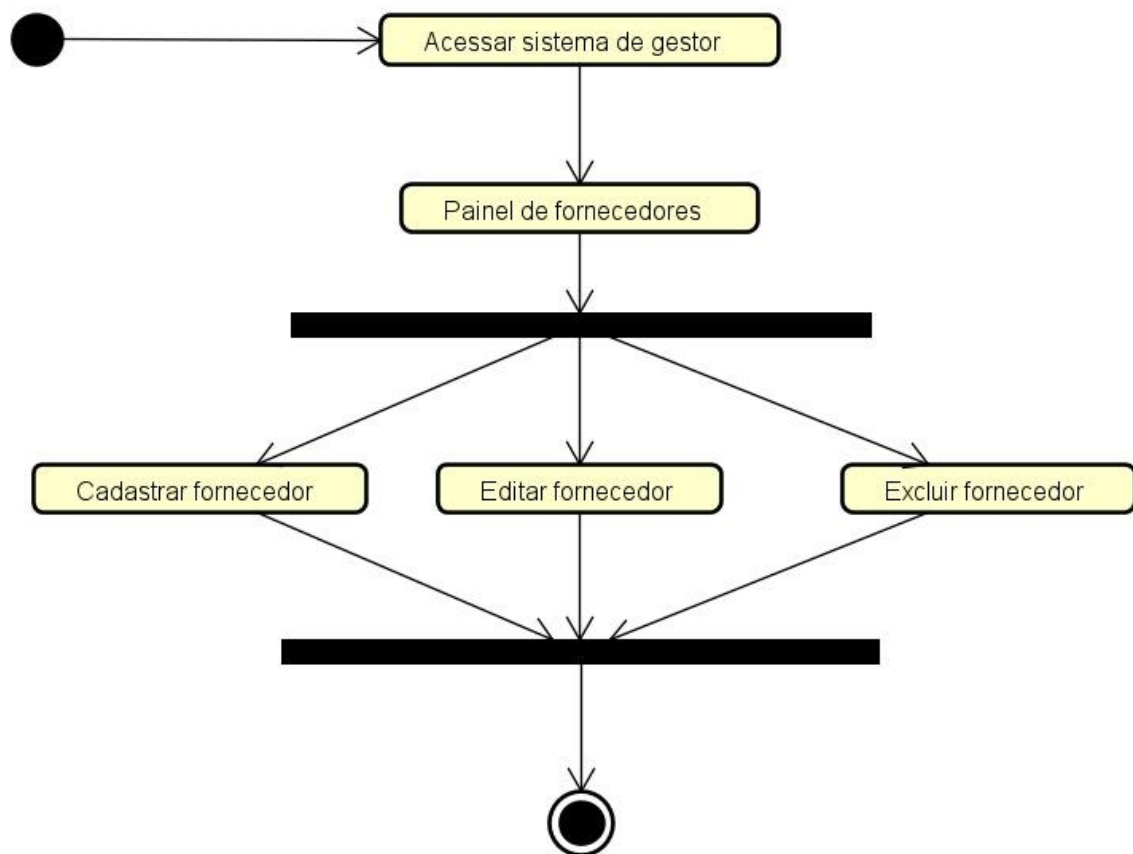 Acessar sistema de gestor
Painel de fornecedores
Cadastrar fornecedor
Editar fornecedor
Excluir fornecedor